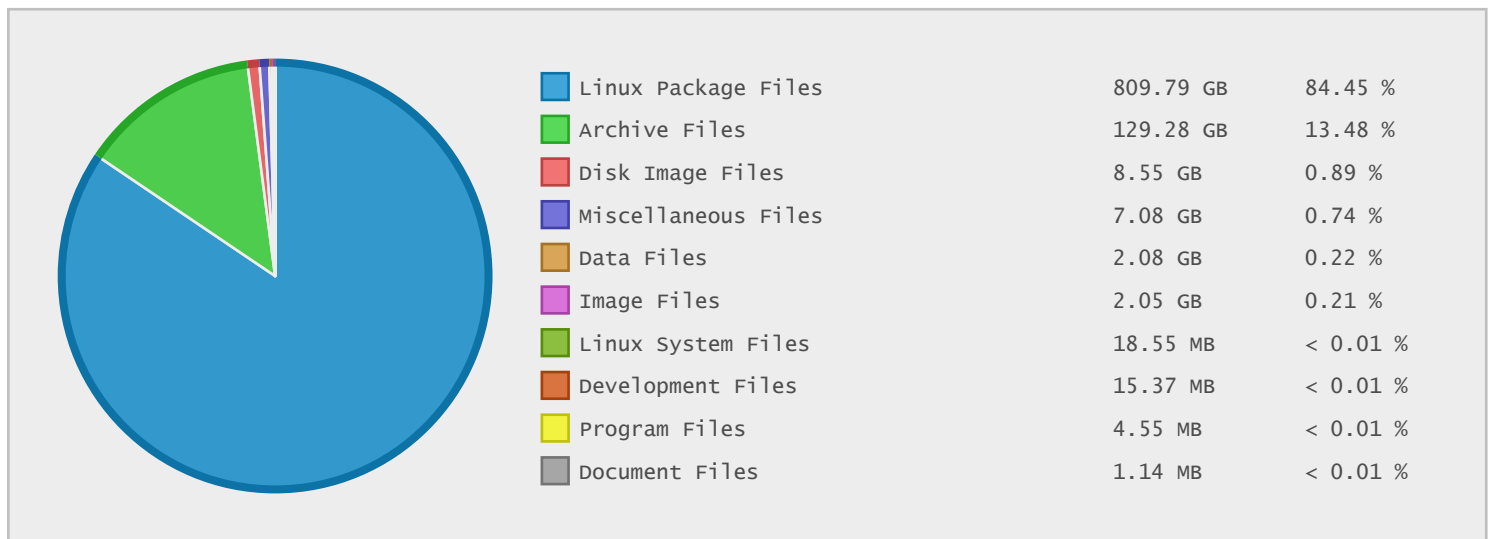 Linux Package Files 809.79 GB 84.45 %
Archive Files 129.28 GB 13.48 %
Disk Image Files 8.55 GB 0.89 %
Miscellaneous Files 7.08 GB 0.74 %
Data Files 2.08 GB 0.22 %
Image Files 2.05 GB 0.21 %
Linux System Files 18.55 MB < 0.01 %
Development Files 15.37 MB < 0.01 %
Program Files 4.55 MB < 0.01 %
Document Files 1.14 MB < 0.01 %